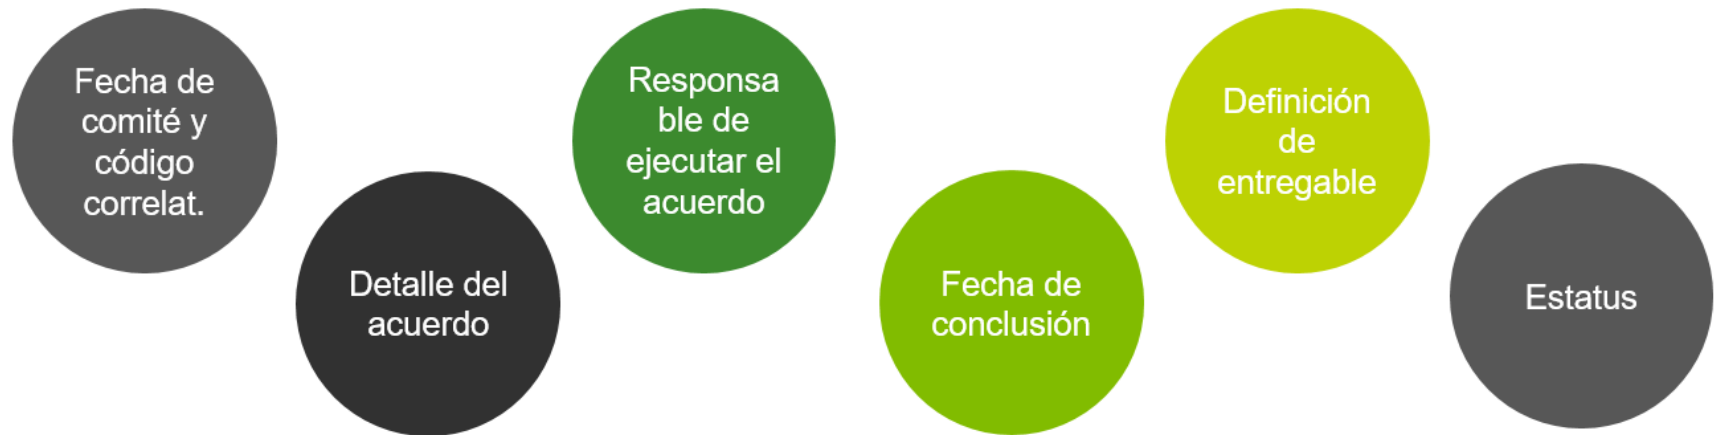 Fecha de
comité y
código
correlat.
Detalle del
acuerdo
Responsa
ble de
ejecutar el
acuerdo
Fecha de
conclusión
Definición
de
entregable
Estatus